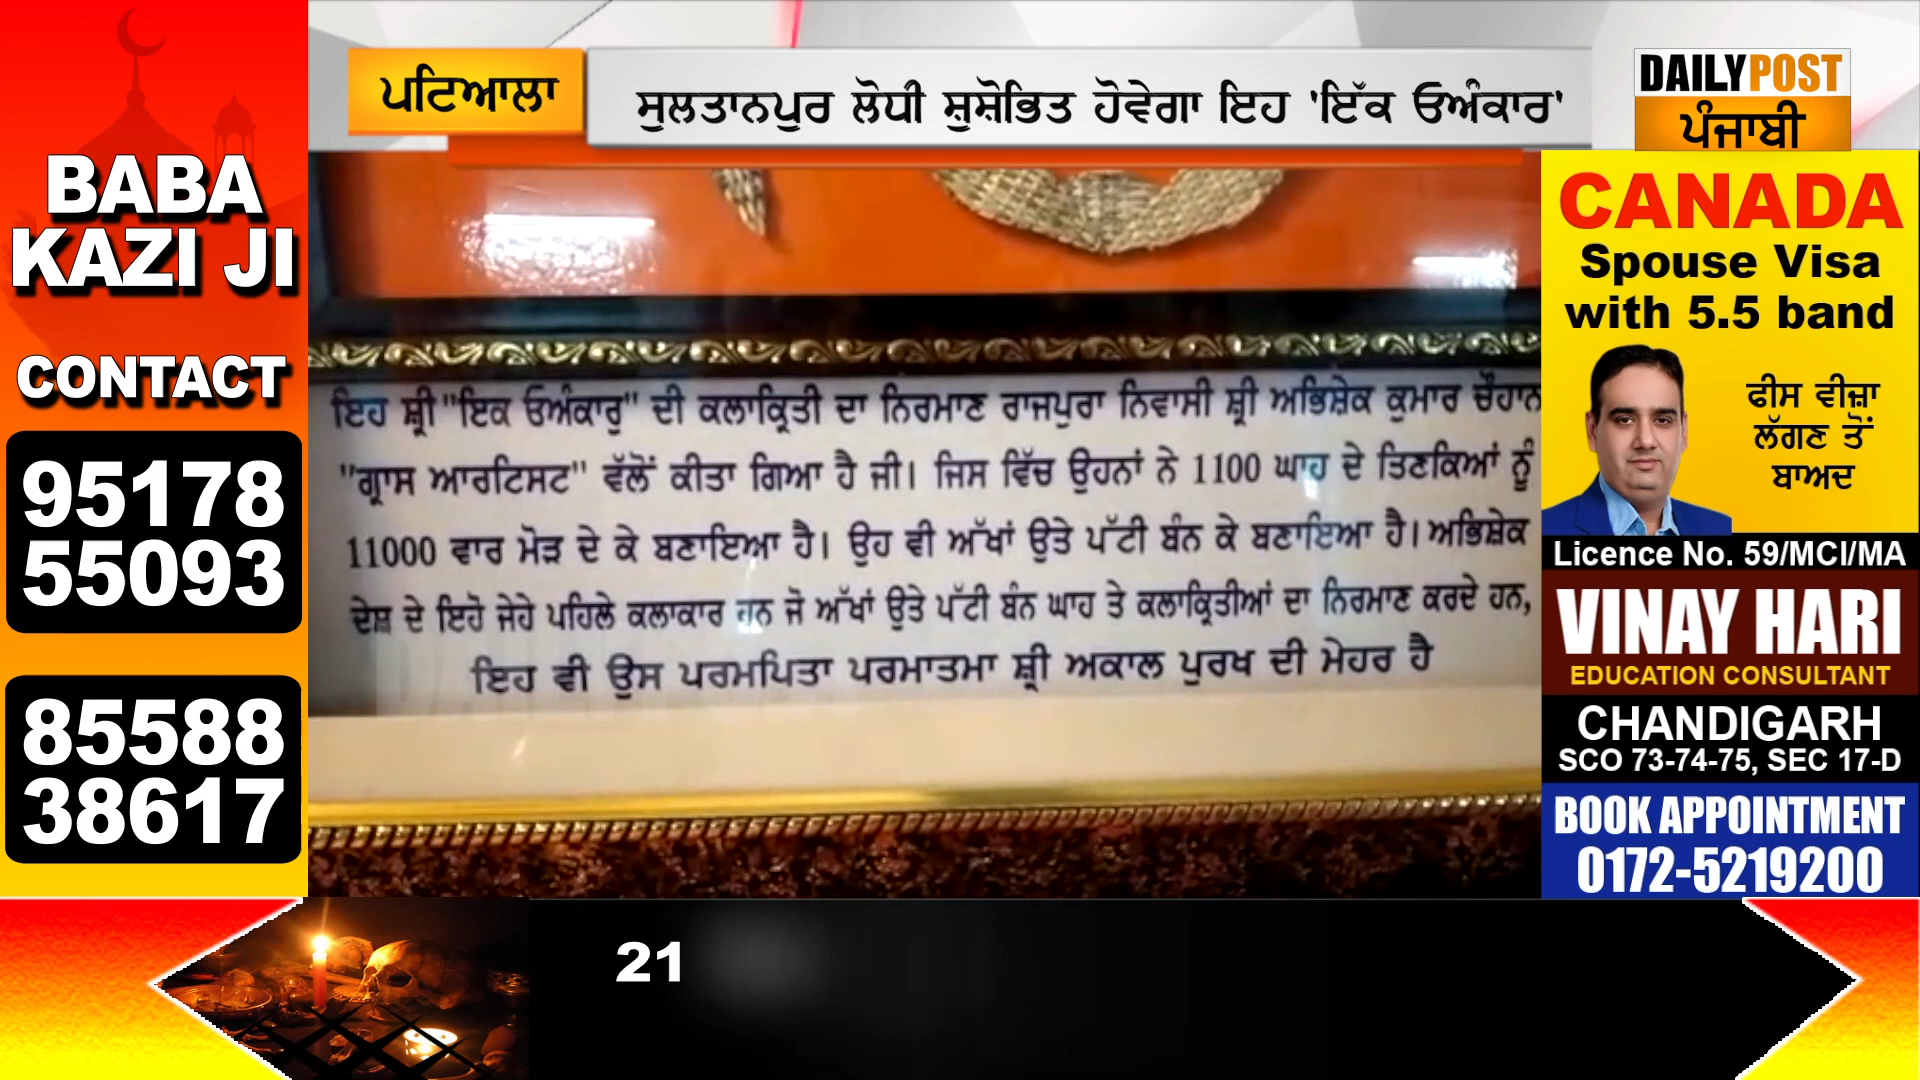 ਪਟਿਆਲਾ
ਸੁਲਤਾਨਪੁਰ ਲੋਧੀ ਸ਼ੁਸ਼ੋਭਿਤ ਹੋਵੇਗਾ ਇਹ 'ਇੱਕ ਓਅੰਕਾਰ'
DAILYPOST
ਪੰਜਾਬੀ
BABA
KAZI JI
CONTACT
95178
55093
85588
38617
ਇਹ ਸ਼੍ਰੀ "ਇਕ ਓਅੰਕਾਰੁ" ਦੀ ਕਲਾਕ੍ਰਿਤੀ ਦਾ ਨਿਰਮਾਣ ਰਾਜਪੁਰਾ ਨਿਵਾਸੀ ਸ਼੍ਰੀ ਅਭਿਸ਼ੇਕ ਕੁਮਾਰ ਚੌਹਾਨ
"ਗ੍ਰਾਸ ਆਰਟਿਸਟ" ਵੱਲੋਂ ਕੀਤਾ ਗਿਆ ਹੈ ਜੀ। ਜਿਸ ਵਿੱਚ ਉਹਨਾਂ ਨੇ 1100 ਘਾਹ ਦੇ ਤਿਣਕਿਆਂ ਨੂੰ
11000 ਵਾਰ ਮੋੜ ਦੇ ਕੇ ਬਣਾਇਆ ਹੈ। ਉਹ ਵੀ ਅੱਖਾਂ ਉਤੇ ਪੱਟੀ ਬੰਨ ਕੇ ਬਣਾਇਆ ਹੈ। ਅਭਿਸ਼ੇਕ
ਦੇਸ਼ ਦੇ ਇਹੋ ਜੇਹੇ ਪਹਿਲੇ ਕਲਾਕਾਰ ਹਨ ਜੋ ਅੱਖਾਂ ਉਤੇ ਪੱਟੀ ਬੰਨ ਘਾਹ ਤੇ ਕਲਾਕ੍ਰਿਤੀਆਂ ਦਾ ਨਿਰਮਾਣ ਕਰਦੇ ਹਨ,
ਇਹ ਵੀ ਉਸ ਪਰਮਪਿਤਾ ਪਰਮਾਤਮਾ ਸ਼੍ਰੀ ਅਕਾਲ ਪੁਰਖ ਦੀ ਮੇਹਰ ਹੈ
CANADA
Spouse Visa
with 5.5 band
ਫੀਸ ਵੀਜ਼ਾ
ਲੱਗਣ ਤੋਂ
ਬਾਅਦ
Licence No. 59/MCI/MA
VINAY HARI
EDUCATION CONSULTANT
CHANDIGARH
SCO 73-74-75, SEC 17-D
BOOK APPOINTMENT
0172-5219200
21